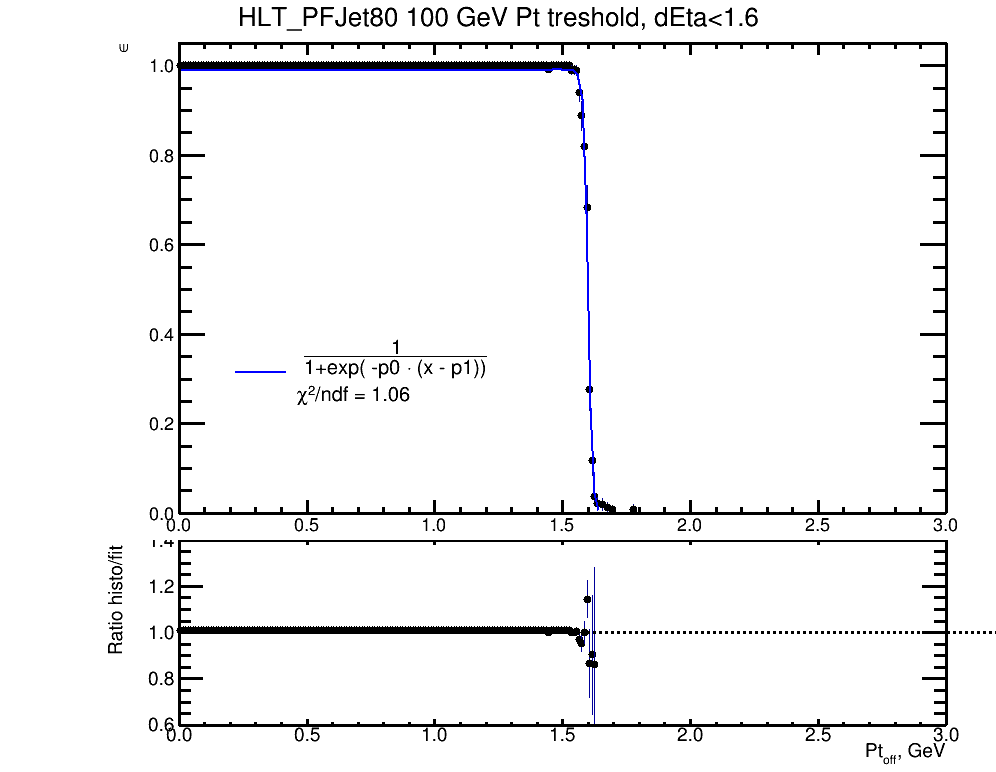 HLT_PFJet80 100 GeV Pt treshold, dEta<1.6
∈
1.0
0.8
0.6
0.4
0.2
0.0
1
1+exp( -p0 · (x - p1))
χ²/ndf = 1.06
0.0 0.5 1.0 1.5 2.0 2.5 3.0
Ratio histo/fit
1.4
1.2
1.0
0.8
0.6
0.0 0.5 1.0 1.5 2.0 2.5 3.0
Pt_off, GeV